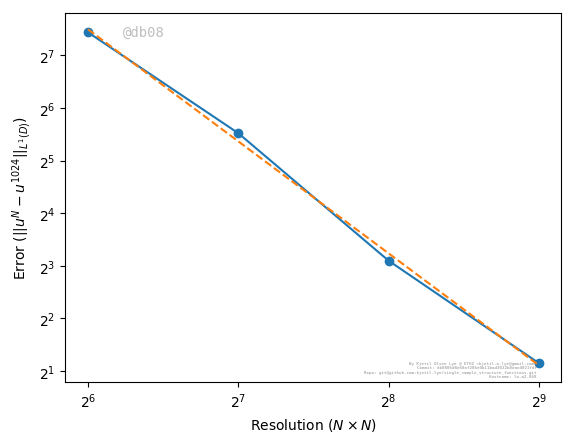 @db08
2^7
2^6
2^5
2^4
2^3
2^2
2^1
Error (||u^N − u^{1024}||_{L^1(D)})
2^6 2^7 2^8 2^9
Resolution (N × N)